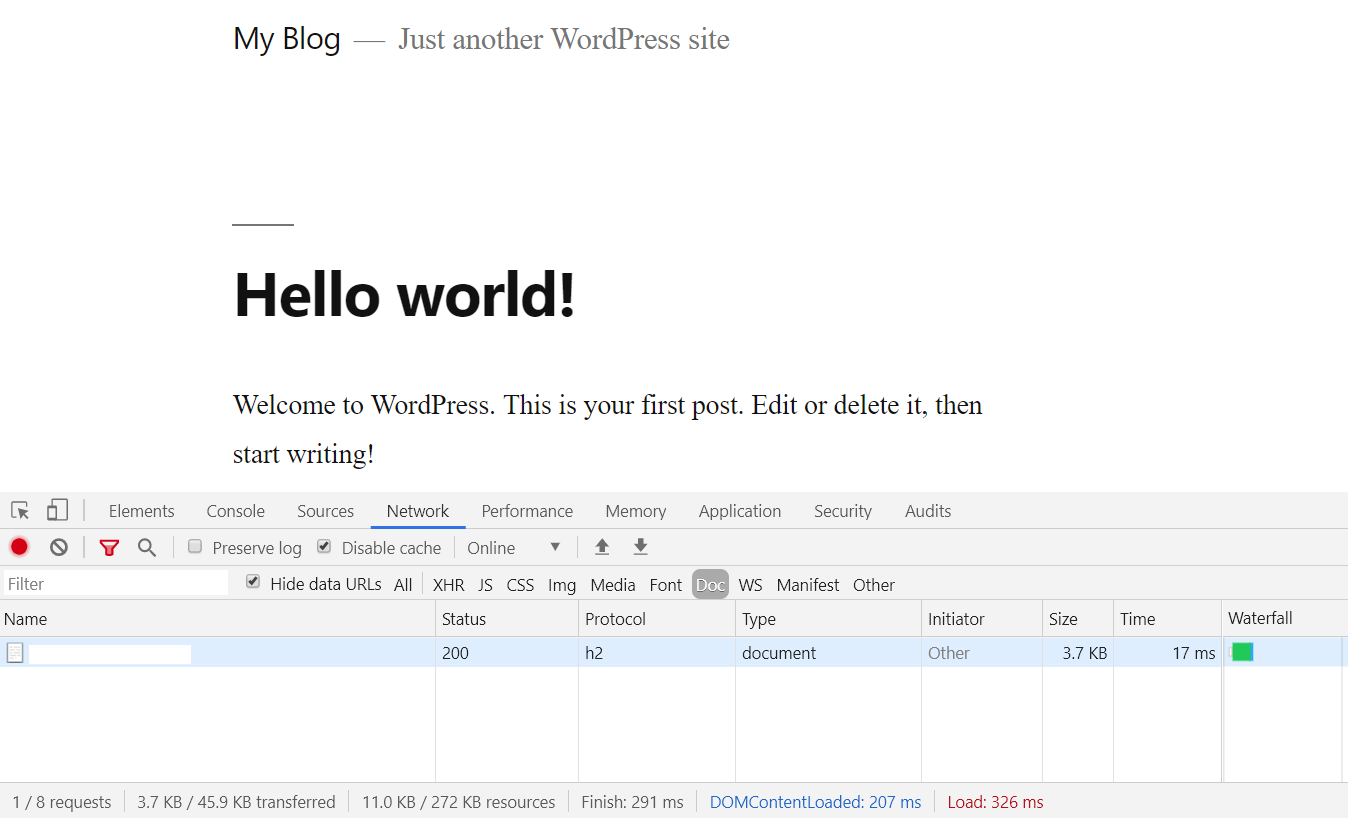 My Blog — Just another WordPress site
Hello world!
Welcome to WordPress. This is your first post. Edit or delete it, then
start writing!
Elements Console Sources Network Performance Memory Application Security Audits
Preserve log Disable cache Online
Filter Hide data URLs All XHR JS CSS Img Media Font Doc WS Manifest Other
Name Status Protocol Type Initiator Size Time Waterfall
200 h2 document Other 3.7 KB 17 ms
1 / 8 requests 3.7 KB / 45.9 KB transferred 11.0 KB / 272 KB resources Finish: 291 ms DOMContentLoaded: 207 ms Load: 326 ms